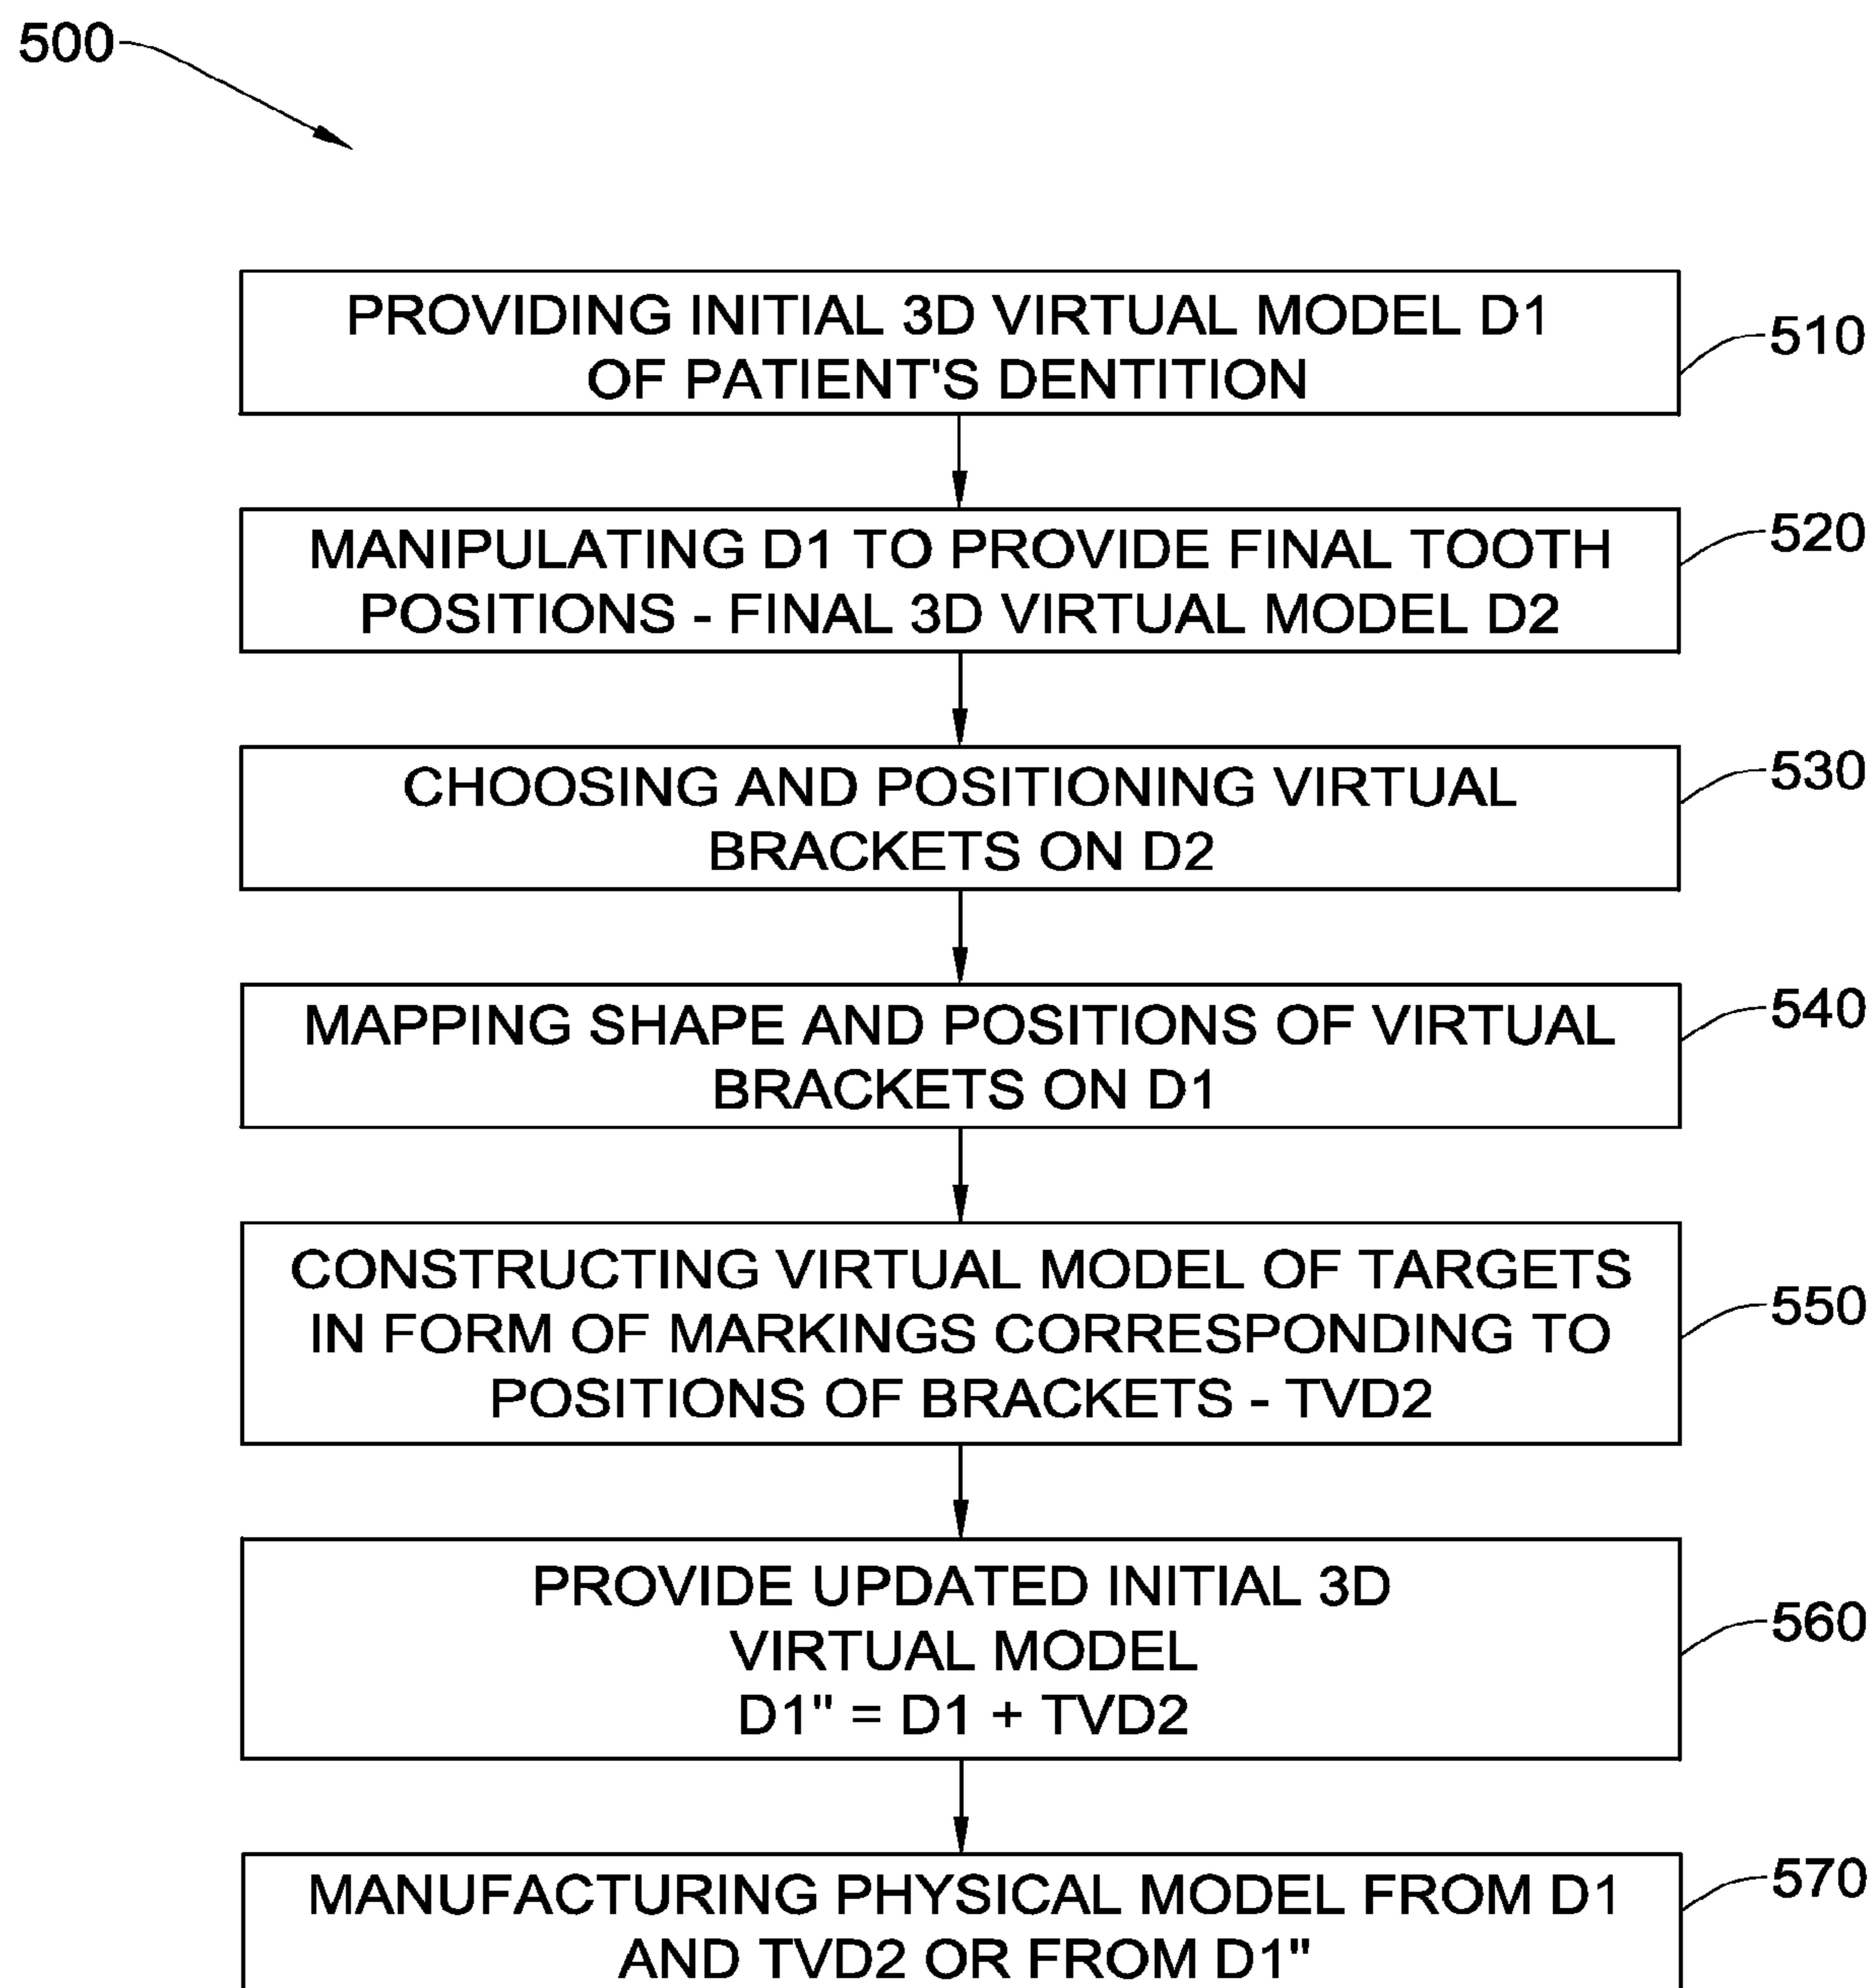 500
PROVIDING INITIAL 3D VIRTUAL MODEL D1
OF PATIENT'S DENTITION
510
MANIPULATING D1 TO PROVIDE FINAL TOOTH
POSITIONS - FINAL 3D VIRTUAL MODEL D2
520
CHOOSING AND POSITIONING VIRTUAL
BRACKETS ON D2
530
MAPPING SHAPE AND POSITIONS OF VIRTUAL
BRACKETS ON D1
540
CONSTRUCTING VIRTUAL MODEL OF TARGETS
IN FORM OF MARKINGS CORRESPONDING TO
POSITIONS OF BRACKETS - TVD2
550
PROVIDE UPDATED INITIAL 3D
VIRTUAL MODEL
D1" = D1 + TVD2
560
MANUFACTURING PHYSICAL MODEL FROM D1
AND TVD2 OR FROM D1"
570